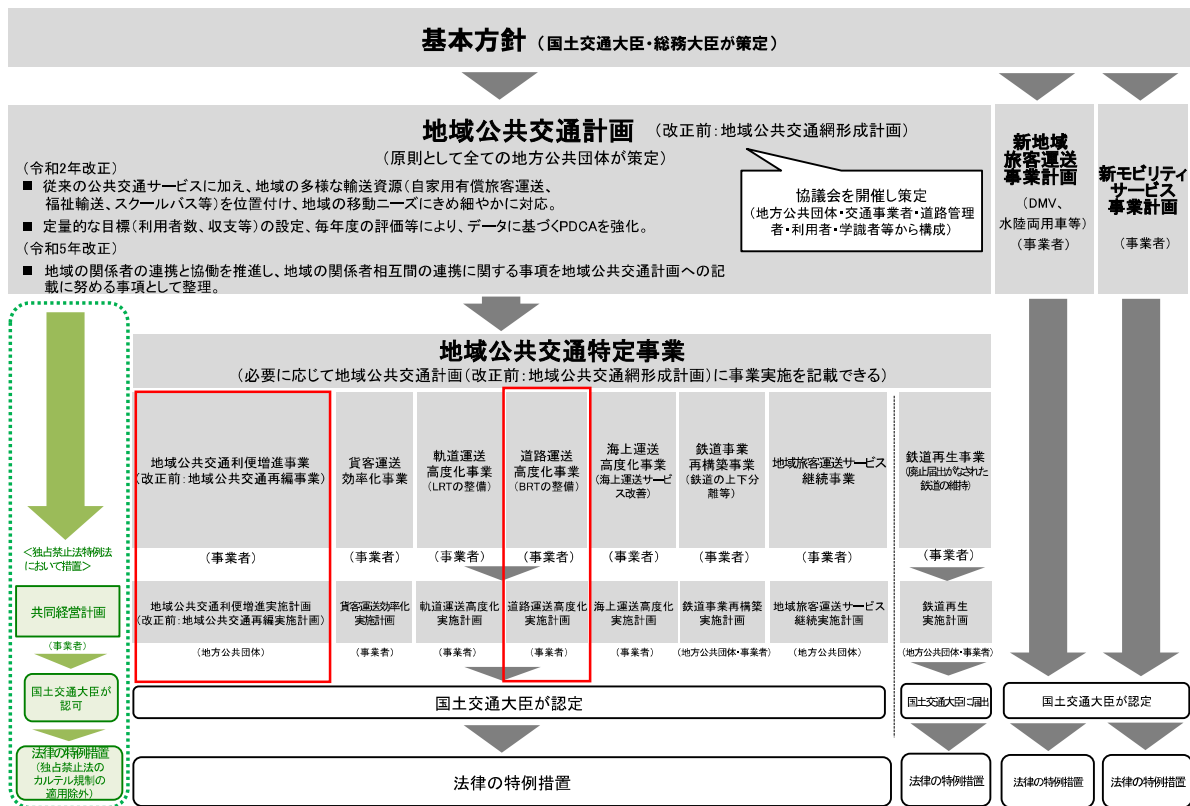 基本方針（国土交通大臣・総務大臣が策定）
地域公共交通計画（改正前：地域公共交通網形成計画）
（原則として全ての地方公共団体が策定）
（令和2年改正）
■ 従来の公共交通サービスに加え、地域の多様な輸送資源（自家用有償旅客運送、
福祉輸送、スクールバス等）を位置付け、地域の移動ニーズにきめ細やかに対応。
■ 定量的な目標（利用者数、収支等）の設定、毎年度の評価等により、データに基づくPDCAを強化。
（令和5年改正）
■ 地域の関係者の連携と協働を推進し、地域の関係者相互間の連携に関する事項を地域公共交通計画への記
載に努める事項として整理。
協議会を開催し策定
（地方公共団体・交通事業者・道路管理
者・利用者・学識者等から構成）
新地域
旅客運送
事業計画
（DMV、
水陸両用車等）
（事業者）
新モビリティ
サービス
事業計画
（事業者）
地域公共交通特定事業
（必要に応じて地域公共交通計画（改正前：地域公共交通網形成計画）に事業実施を記載できる）
地域公共交通利便増進事業
（改正前：地域公共交通再編事業）
（事業者）
貨客運送
効率化事業
（事業者）
軌道運送
高度化事業
（LRTの整備）
（事業者）
道路運送
高度化事業
（BRTの整備）
（事業者）
海上運送
高度化事業
（海上運送サービ
ス改善）
（事業者）
鉄道事業
再構築事業
（鉄道の上下分
離等）
（事業者）
地域旅客運送サービス
継続事業
（事業者）
鉄道再生事業
（廃止届出がなされた
鉄道の維持）
（事業者）
＜独占禁止法特例法
において措置＞
共同経営計画
（事業者）
国土交通大臣が
認可
法律の特例措置
（独占禁止法の
カルテル規制の
適用除外）
地域公共交通利便増進実施計画
（改正前：地域公共交通再編実施計画）
（地方公共団体）
貨客運送効率化
実施計画
（事業者）
軌道運送高度化
実施計画
（事業者）
道路運送高度化
実施計画
（事業者）
海上運送高度化
実施計画
（事業者）
鉄道事業再構築
実施計画
（地方公共団体・事業者）
地域旅客運送サービス
継続実施計画
（地方公共団体）
鉄道再生
実施計画
（地方公共団体・事業者）
国土交通大臣が認定
国土交通大臣に届出
国土交通大臣が認定
法律の特例措置
法律の特例措置
法律の特例措置
法律の特例措置